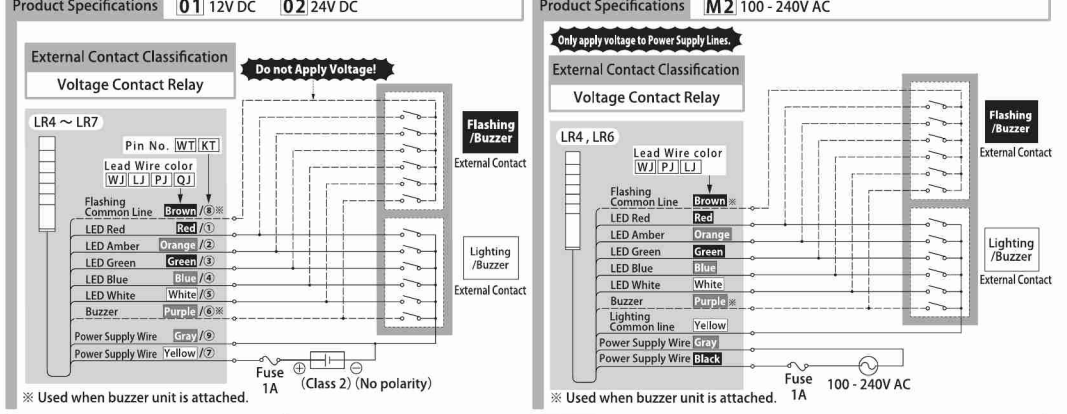 Product Specifications 01 12V DC 02 24V DC
External Contact Classification
Voltage Contact Relay
Do not Apply Voltage!
LR4 ～ LR7
Pin No. WT KT
Lead Wire color
WJ LJ PJ QJ
Flashing
Common Line Brown /⑧※
LED Red Red /①
LED Amber Orange /②
LED Green Green /③
LED Blue Blue /④
LED White White /⑤
Buzzer Purple /⑥※
Power Supply Wire Gray /⑨
Power Supply Wire Yellow /⑦
Fuse
1A
⊕ ⊖
(Class 2) (No polarity)
※ Used when buzzer unit is attached.
Flashing
/Buzzer
External Contact
Lighting
/Buzzer
External Contact
Product Specifications M2 100 - 240V AC
Only apply voltage to Power Supply Lines.
External Contact Classification
Voltage Contact Relay
LR4 , LR6
Lead Wire color
WJ PJ LJ
Flashing
Common Line Brown ※
LED Red Red
LED Amber Orange
LED Green Green
LED Blue Blue
LED White White
Buzzer Purple ※
Lighting
Common line Yellow
Power Supply Wire Gray
Power Supply Wire Black
Fuse
1A
100 - 240V AC
※ Used when buzzer unit is attached.
Flashing
/Buzzer
External Contact
Lighting
/Buzzer
External Contact